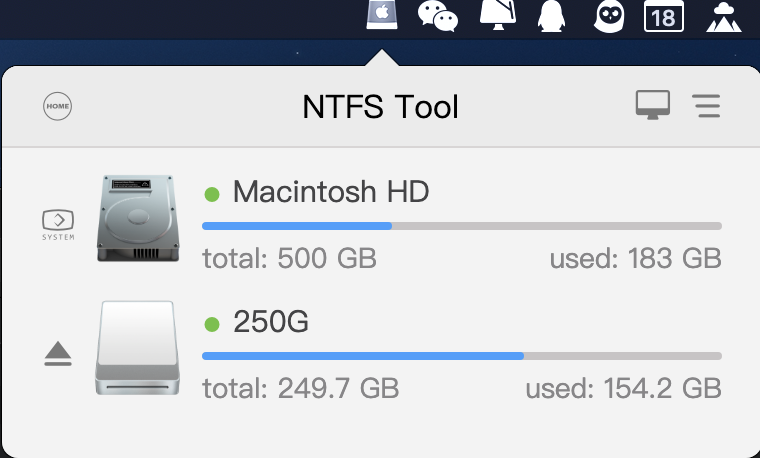 18
HOME
NTFS Tool
Macintosh HD
SYSTEM
total: 500 GB
used: 183 GB
250G
total: 249.7 GB
used: 154.2 GB